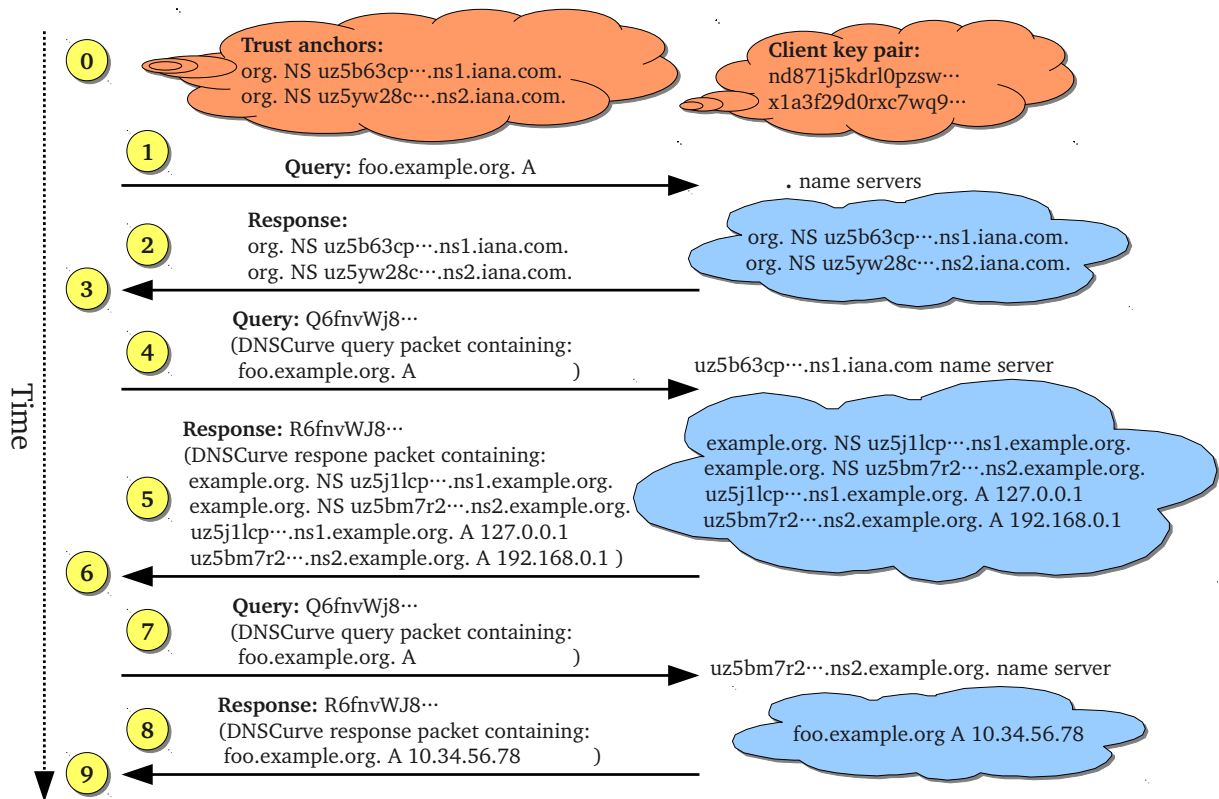 0
Trust anchors:
org. NS uz5b63cp···.ns1.iana.com.
org. NS uz5yw28c···.ns2.iana.com.
Client key pair:
nd871j5kdrl0pzsw···
x1a3f29d0rxc7wq9···
1
Query: foo.example.org. A
. name servers
2
Response:
org. NS uz5b63cp···.ns1.iana.com.
org. NS uz5yw28c···.ns2.iana.com.
org. NS uz5b63cp···.ns1.iana.com.
org. NS uz5yw28c···.ns2.iana.com.
3
4
Query: Q6fnvWj8···
(DNSCurve query packet containing:
foo.example.org. A )
uz5b63cp···.ns1.iana.com name server
Time
5
Response: R6fnvWJ8···
(DNSCurve respone packet containing:
example.org. NS uz5j1lcp···.ns1.example.org.
example.org. NS uz5bm7r2···.ns2.example.org.
uz5j1lcp···.ns1.example.org. A 127.0.0.1
uz5bm7r2···.ns2.example.org. A 192.168.0.1 )
example.org. NS uz5j1lcp···.ns1.example.org.
example.org. NS uz5bm7r2···.ns2.example.org.
uz5j1lcp···.ns1.example.org. A 127.0.0.1
uz5bm7r2···.ns2.example.org. A 192.168.0.1
6
7
Query: Q6fnvWj8···
(DNSCurve query packet containing:
foo.example.org. A )
uz5bm7r2···.ns2.example.org. name server
8
Response: R6fnvWJ8···
(DNSCurve response packet containing:
foo.example.org. A 10.34.56.78 )
foo.example.org A 10.34.56.78
9